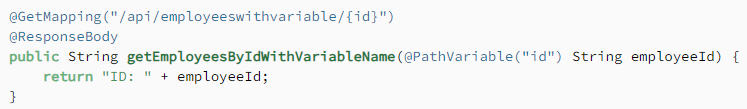 @GetMapping("/api/employeeswithvariable/{id}")
@ResponseBody
public String getEmployeesByIdWithVariableName(@PathVariable("id") String employeeId) {
    return "ID: " + employeeId;
}